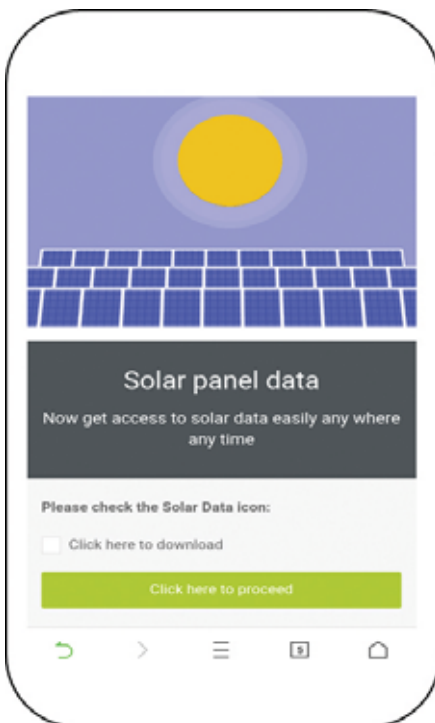 Solar panel data
Now get access to solar data easily any where
any time
Please check the Solar Data icon:
Click here to download
Click here to proceed
5